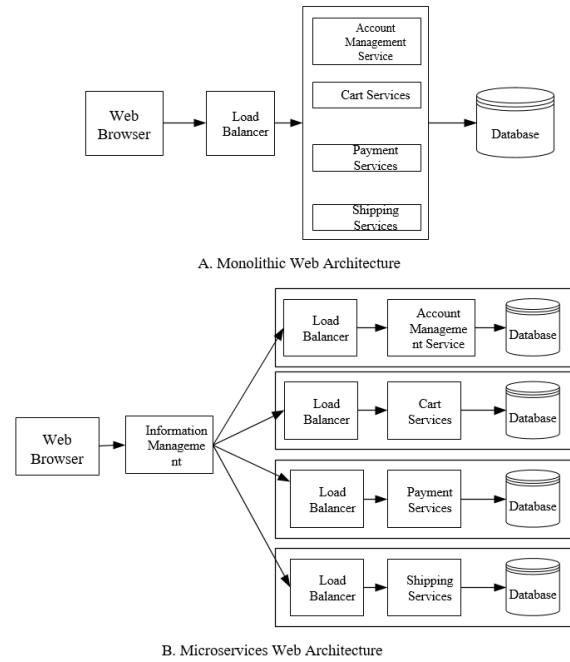 Account
Management
Service
Cart Services
Web
Browser
Load
Balancer
Payment
Services
Shipping
Services
Database
A. Monolithic Web Architecture
Load
Balancer
Account
Manageme
nt Service
Database
Load
Balancer
Cart
Services
Database
Web
Browser
Information
Manageme
nt
Load
Balancer
Payment
Services
Database
Load
Balancer
Shipping
Services
Database
B. Microservices Web Architecture